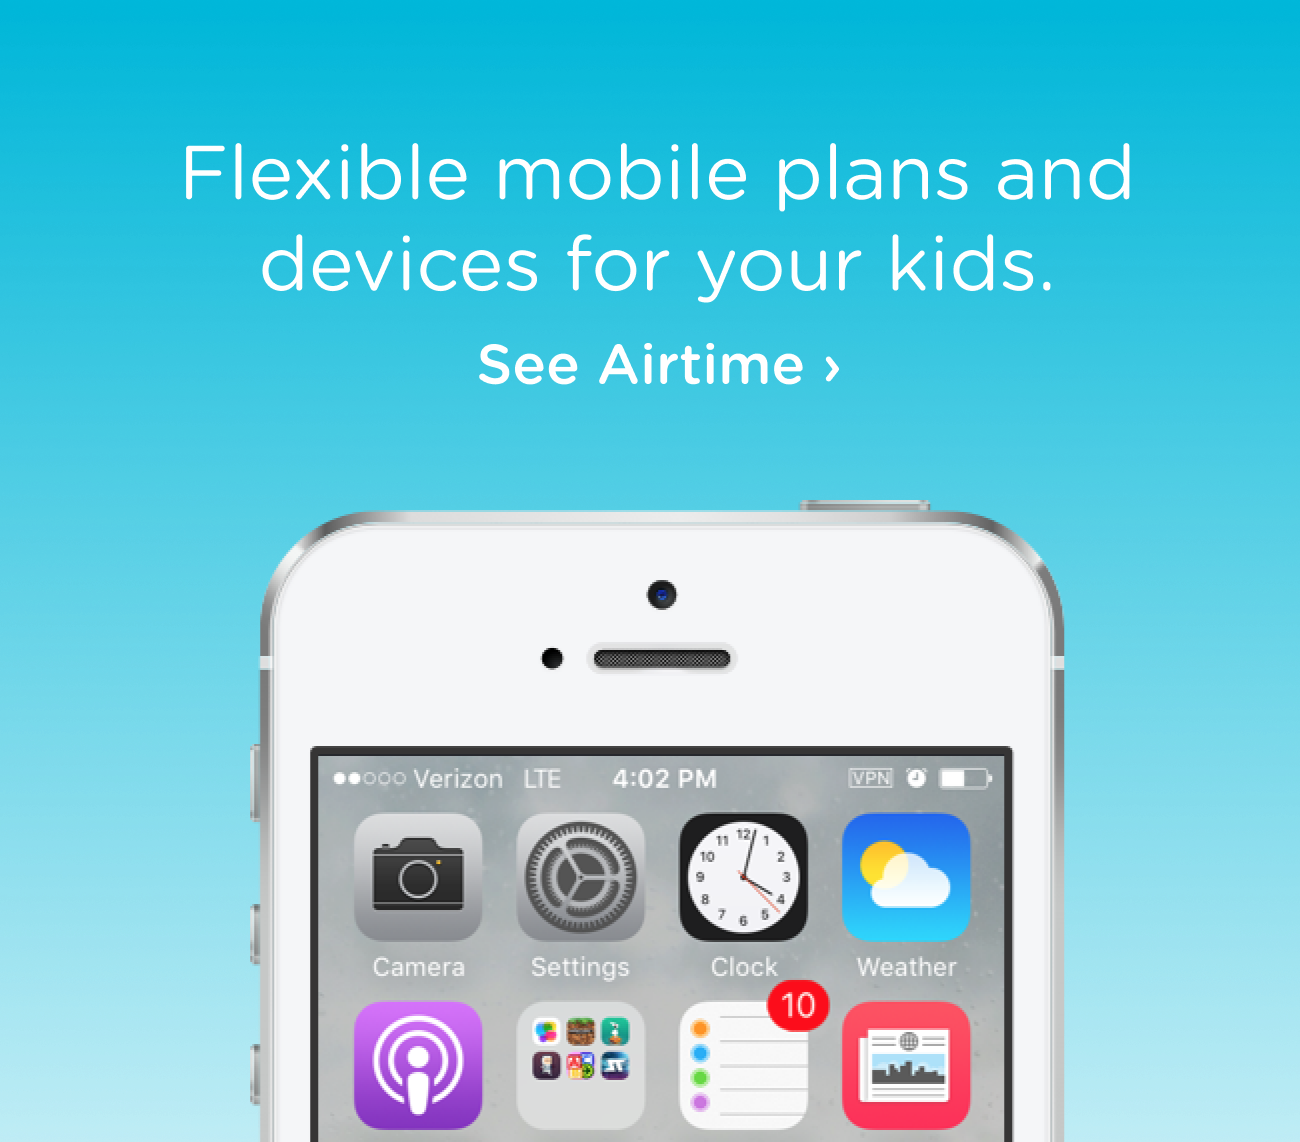 Flexible mobile plans and
devices for your kids.
See Airtime ›
Verizon LTE 4:02 PM VPN
12
11 1
10 2
9 3
8 4
7 5
6
Camera Settings Clock Weather
10